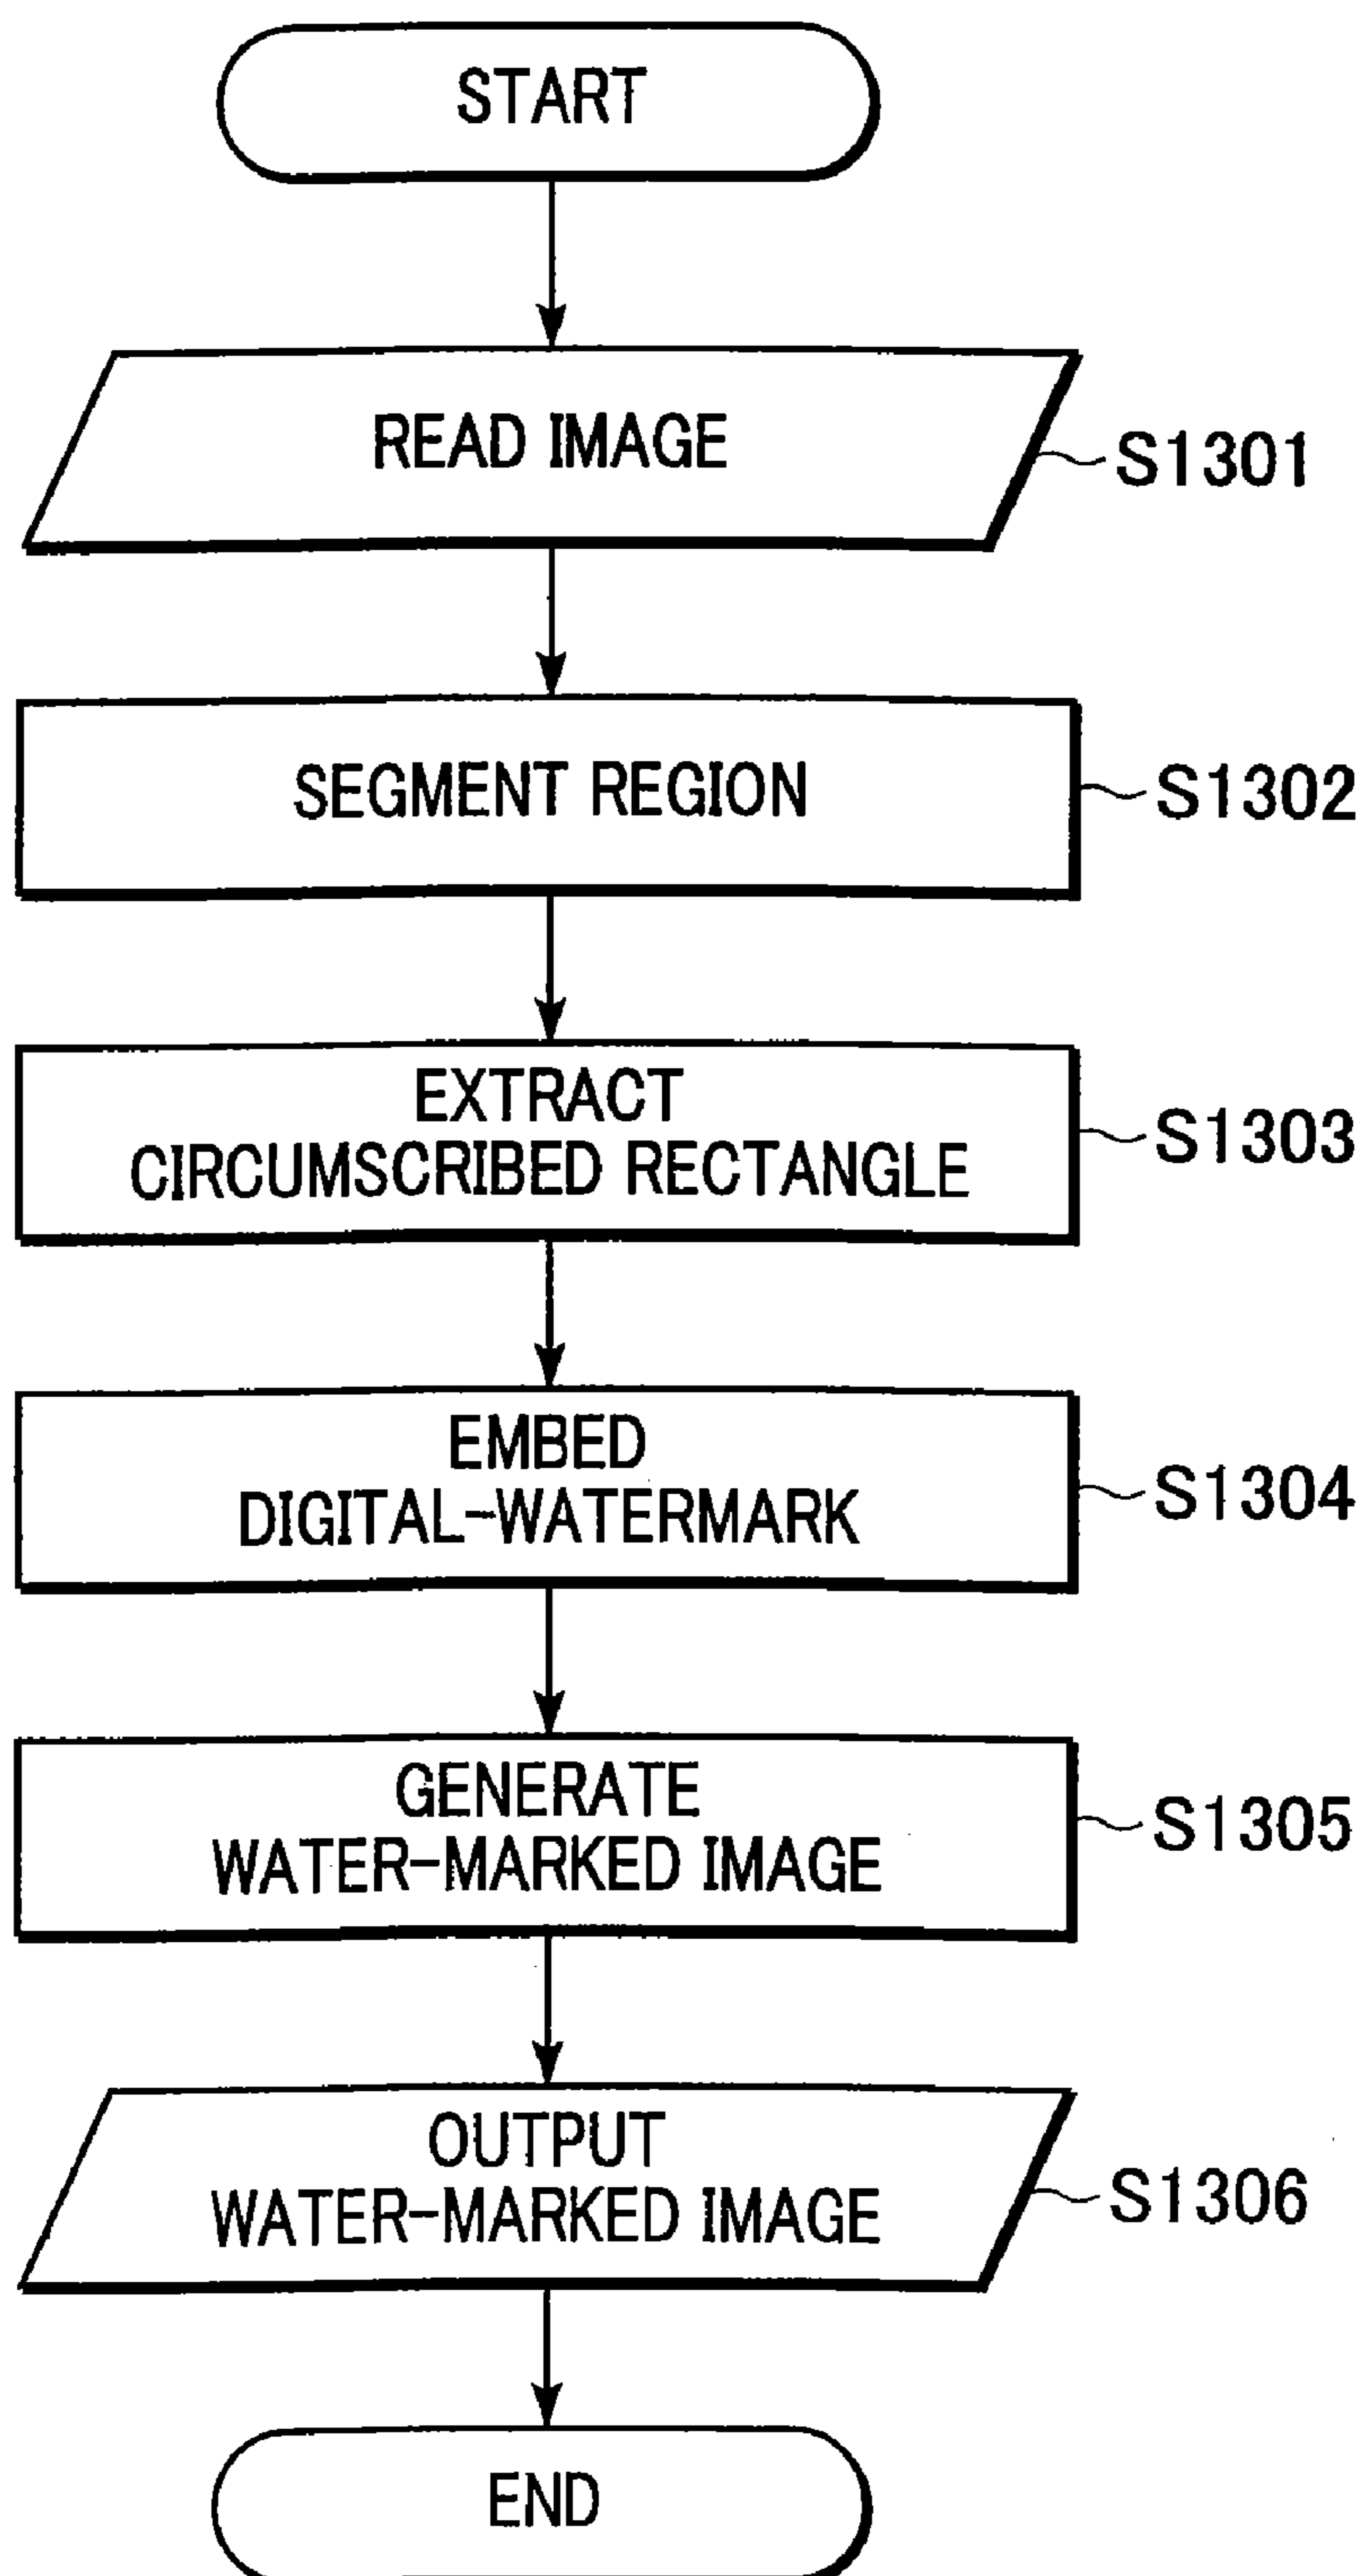 START
READ IMAGE
S1301
SEGMENT REGION
S1302
EXTRACT
CIRCUMSCRIBED RECTANGLE
S1303
EMBED
DIGITAL-WATERMARK
S1304
GENERATE
WATER-MARKED IMAGE
S1305
OUTPUT
WATER-MARKED IMAGE
S1306
END